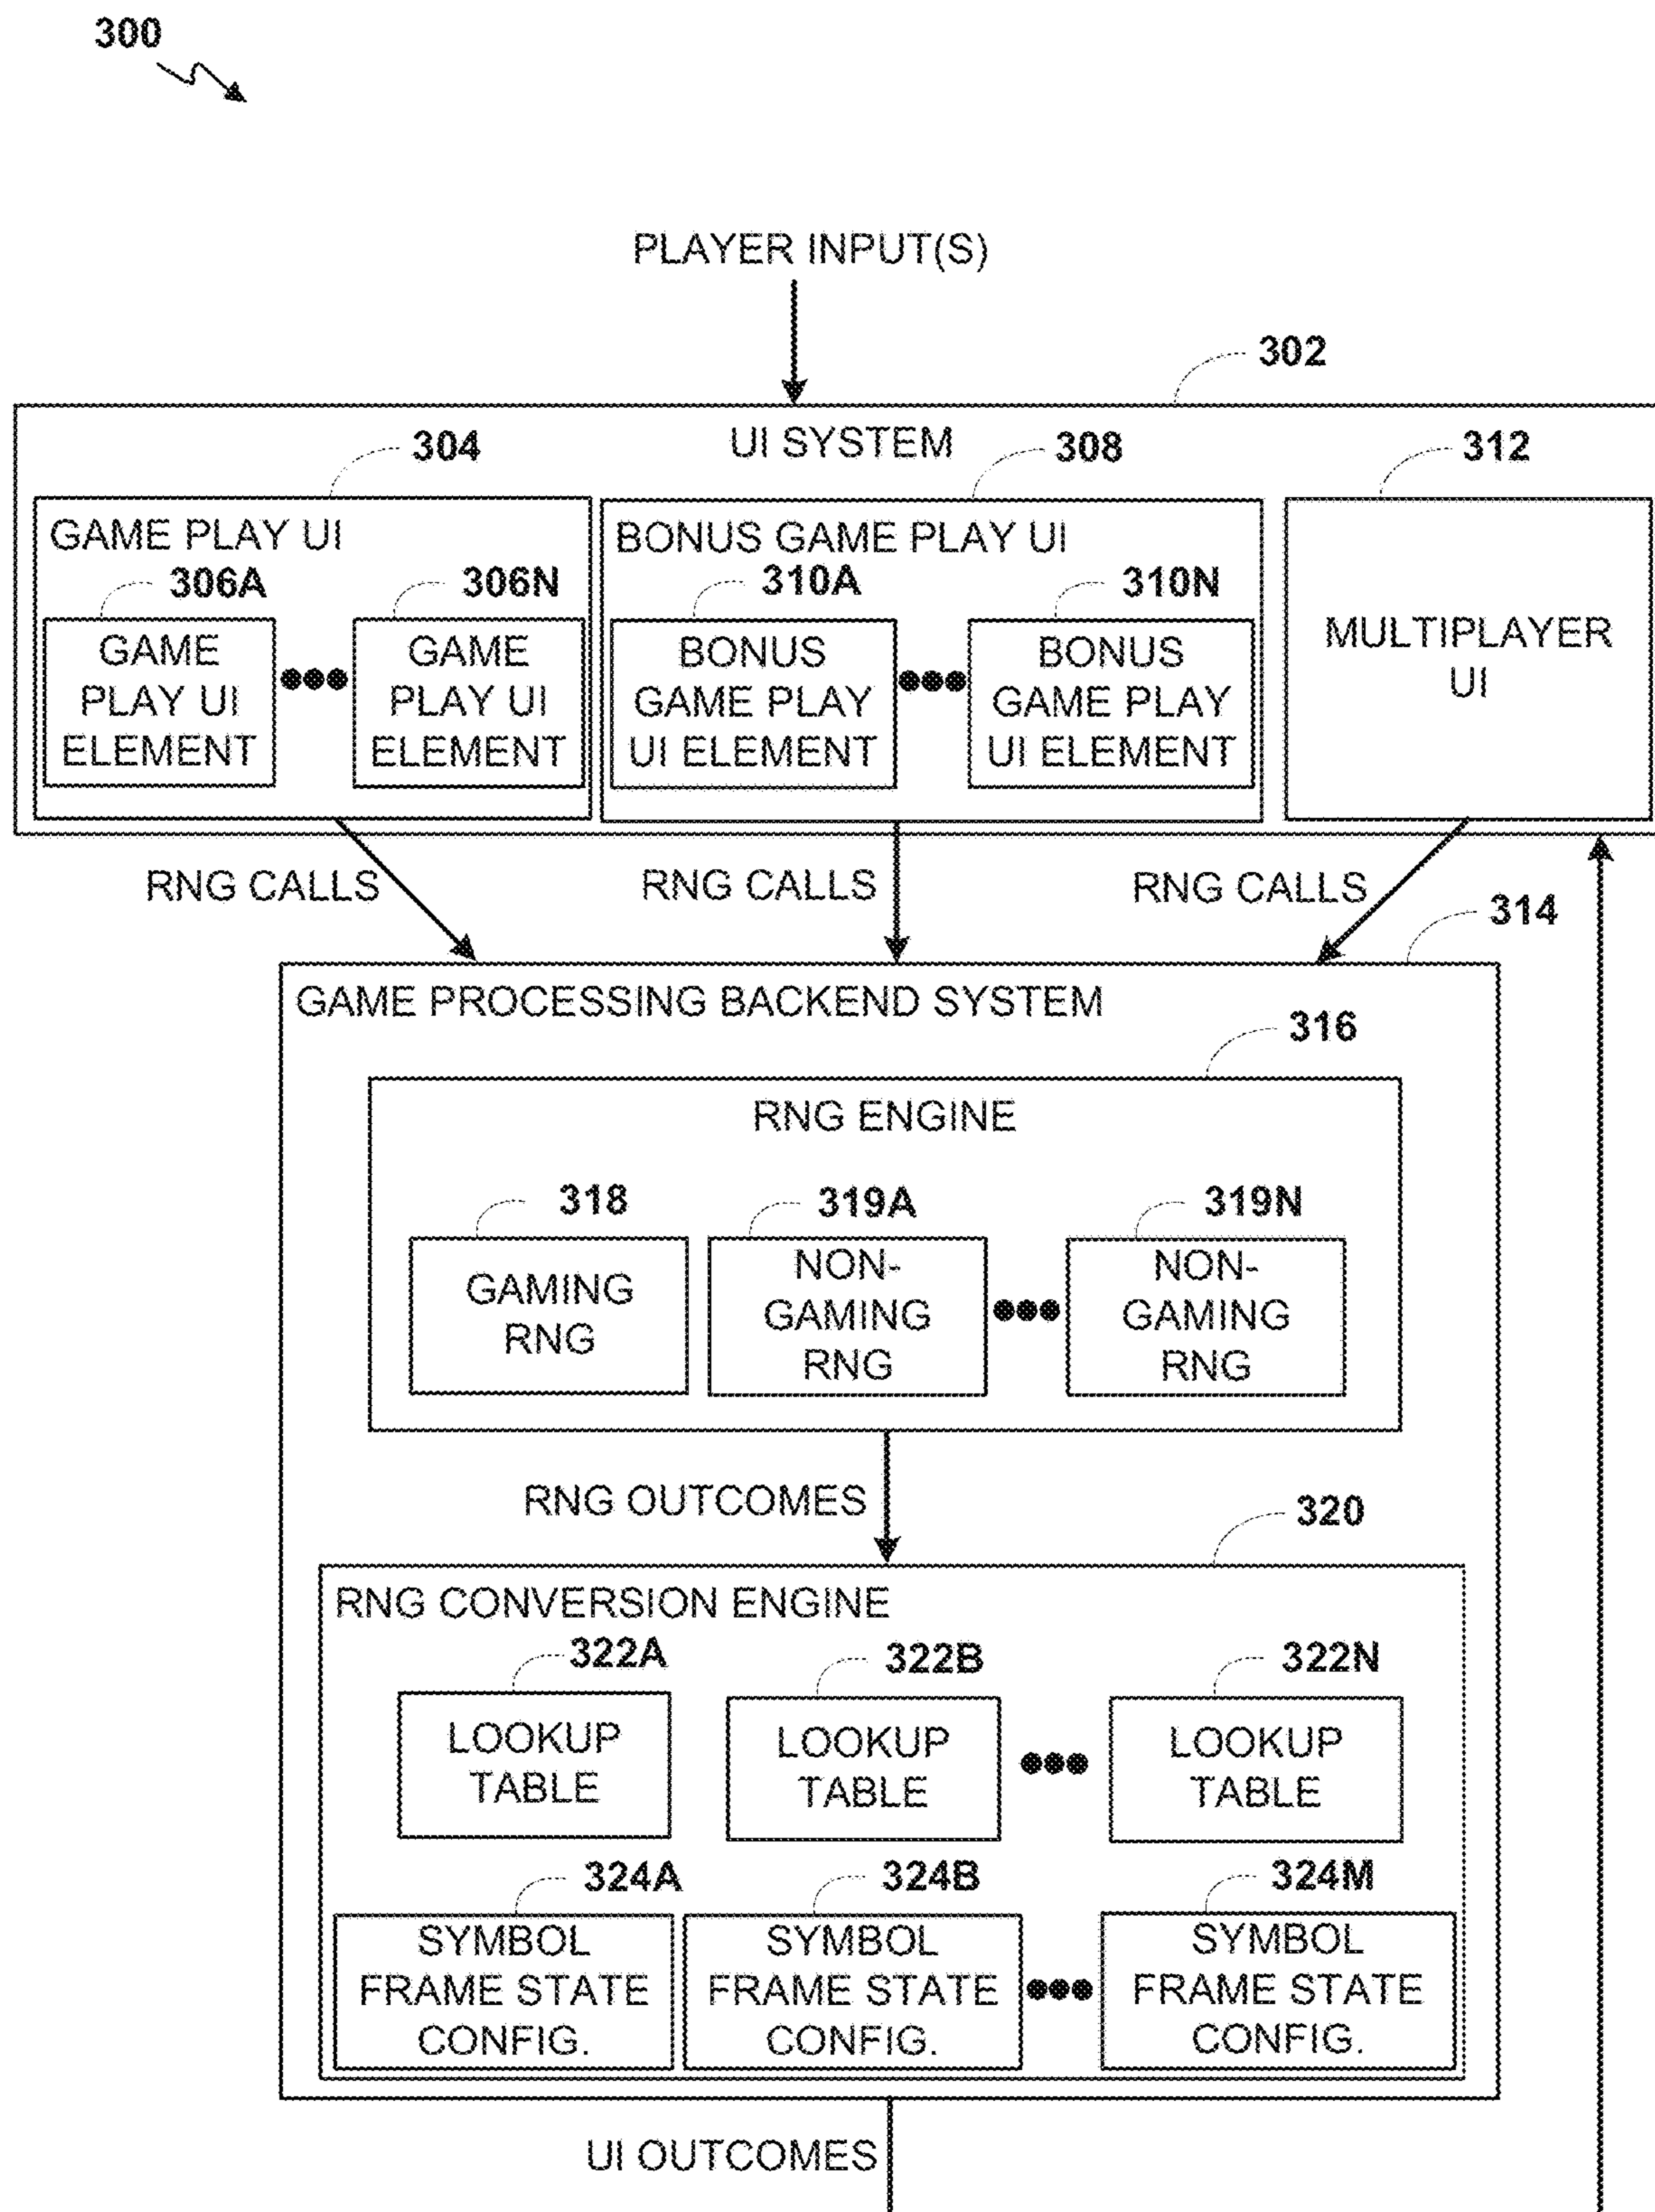 300
PLAYER INPUT(S)
302
UI SYSTEM
304
308
312
GAME PLAY UI
BONUS GAME PLAY UI
306A
306N
310A
310N
GAME
PLAY UI
ELEMENT
GAME
PLAY UI
ELEMENT
BONUS
GAME PLAY
UI ELEMENT
BONUS
GAME PLAY
UI ELEMENT
MULTIPLAYER
UI
RNG CALLS
RNG CALLS
RNG CALLS
314
GAME PROCESSING BACKEND SYSTEM
316
RNG ENGINE
318
319A
319N
GAMING
RNG
NON-
GAMING
RNG
NON-
GAMING
RNG
RNG OUTCOMES
320
RNG CONVERSION ENGINE
322A
322B
322N
LOOKUP
TABLE
LOOKUP
TABLE
LOOKUP
TABLE
324A
324B
324M
SYMBOL
FRAME STATE
CONFIG.
SYMBOL
FRAME STATE
CONFIG.
SYMBOL
FRAME STATE
CONFIG.
UI OUTCOMES